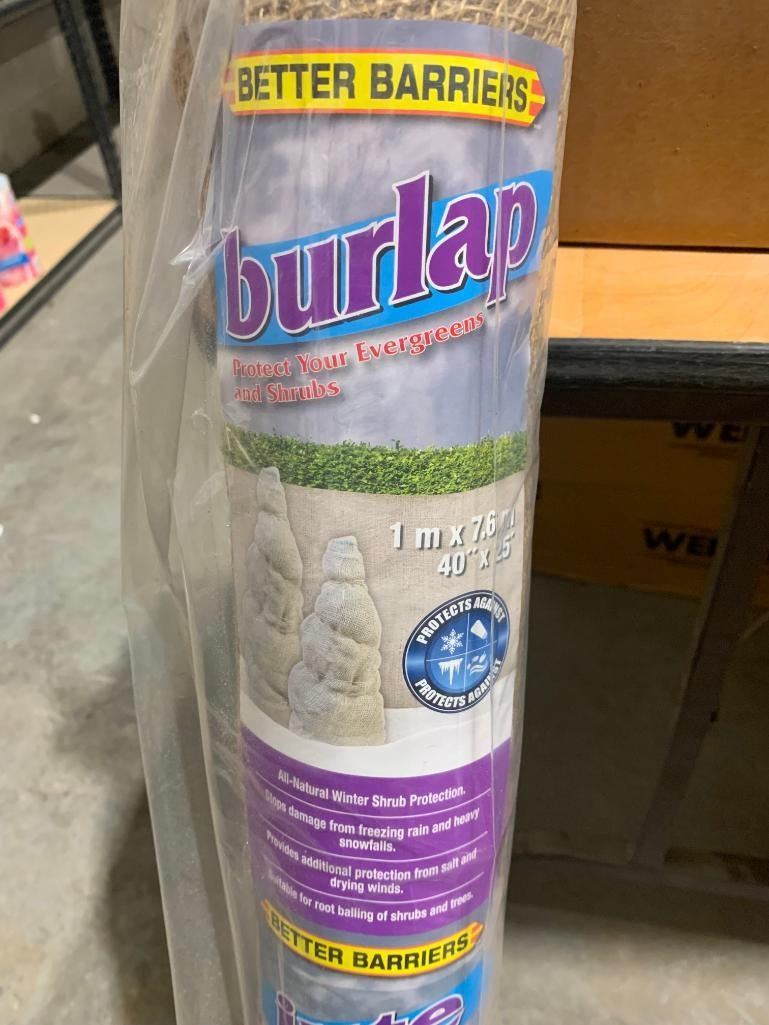 BETTER BARRIERS
burlap
Protect Your Evergreens
and Shrubs
1 m x 7.6 m
40" x 25'
PROTECTS AGAINST
PROTECTS AGAINST
All-Natural Winter Shrub Protection.
Stops damage from freezing rain and heavy
snowfalls.
Provides additional protection from salt and
drying winds.
Suitable for root balling of shrubs and trees.
BETTER BARRIERS
jute